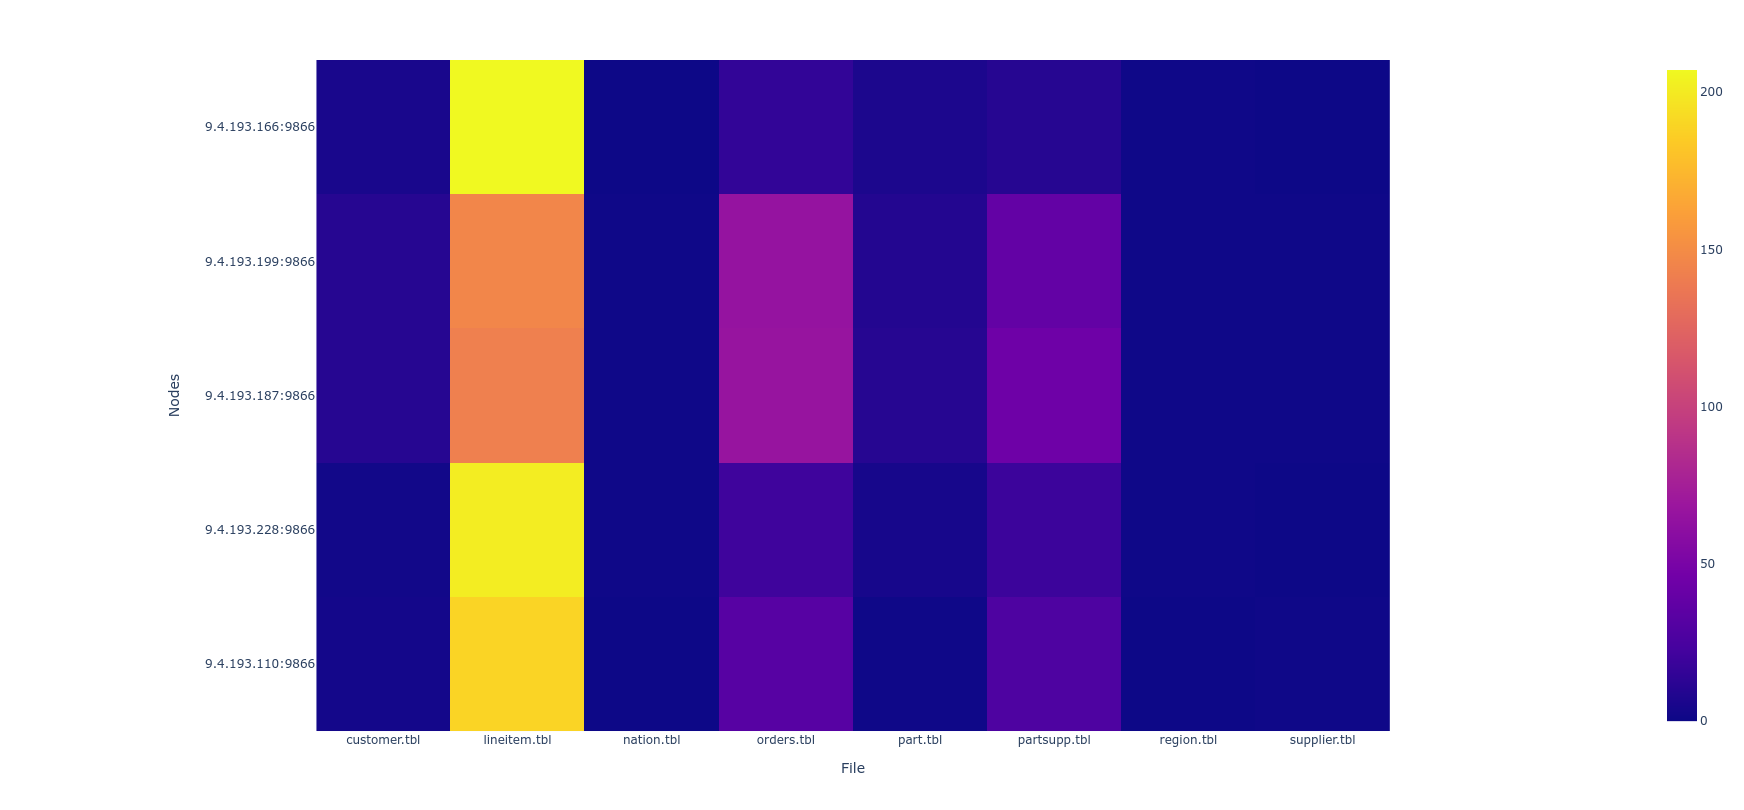 Nodes
9.4.193.166:9866
9.4.193.199:9866
9.4.193.187:9866
9.4.193.228:9866
9.4.193.110:9866
customer.tbl
lineitem.tbl
nation.tbl
orders.tbl
part.tbl
partsupp.tbl
region.tbl
supplier.tbl
File
200
150
100
50
0